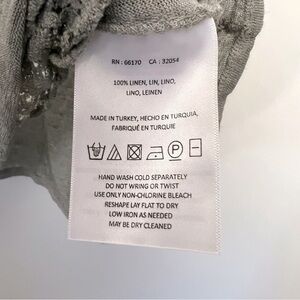 RN : 66170 CA : 32054
100% LINEN, LIN, LINO,
LINO, LEINEN
MADE IN TURKEY, HECHO EN TURQUIA,
FABRIQUÉ EN TURQUIE
P
HAND WASH COLD SEPARATELY
DO NOT WRING OR TWIST
USE ONLY NON-CHLORINE BLEACH
RESHAPE LAY FLAT TO DRY
LOW IRON AS NEEDED
MAY BE DRY CLEANED